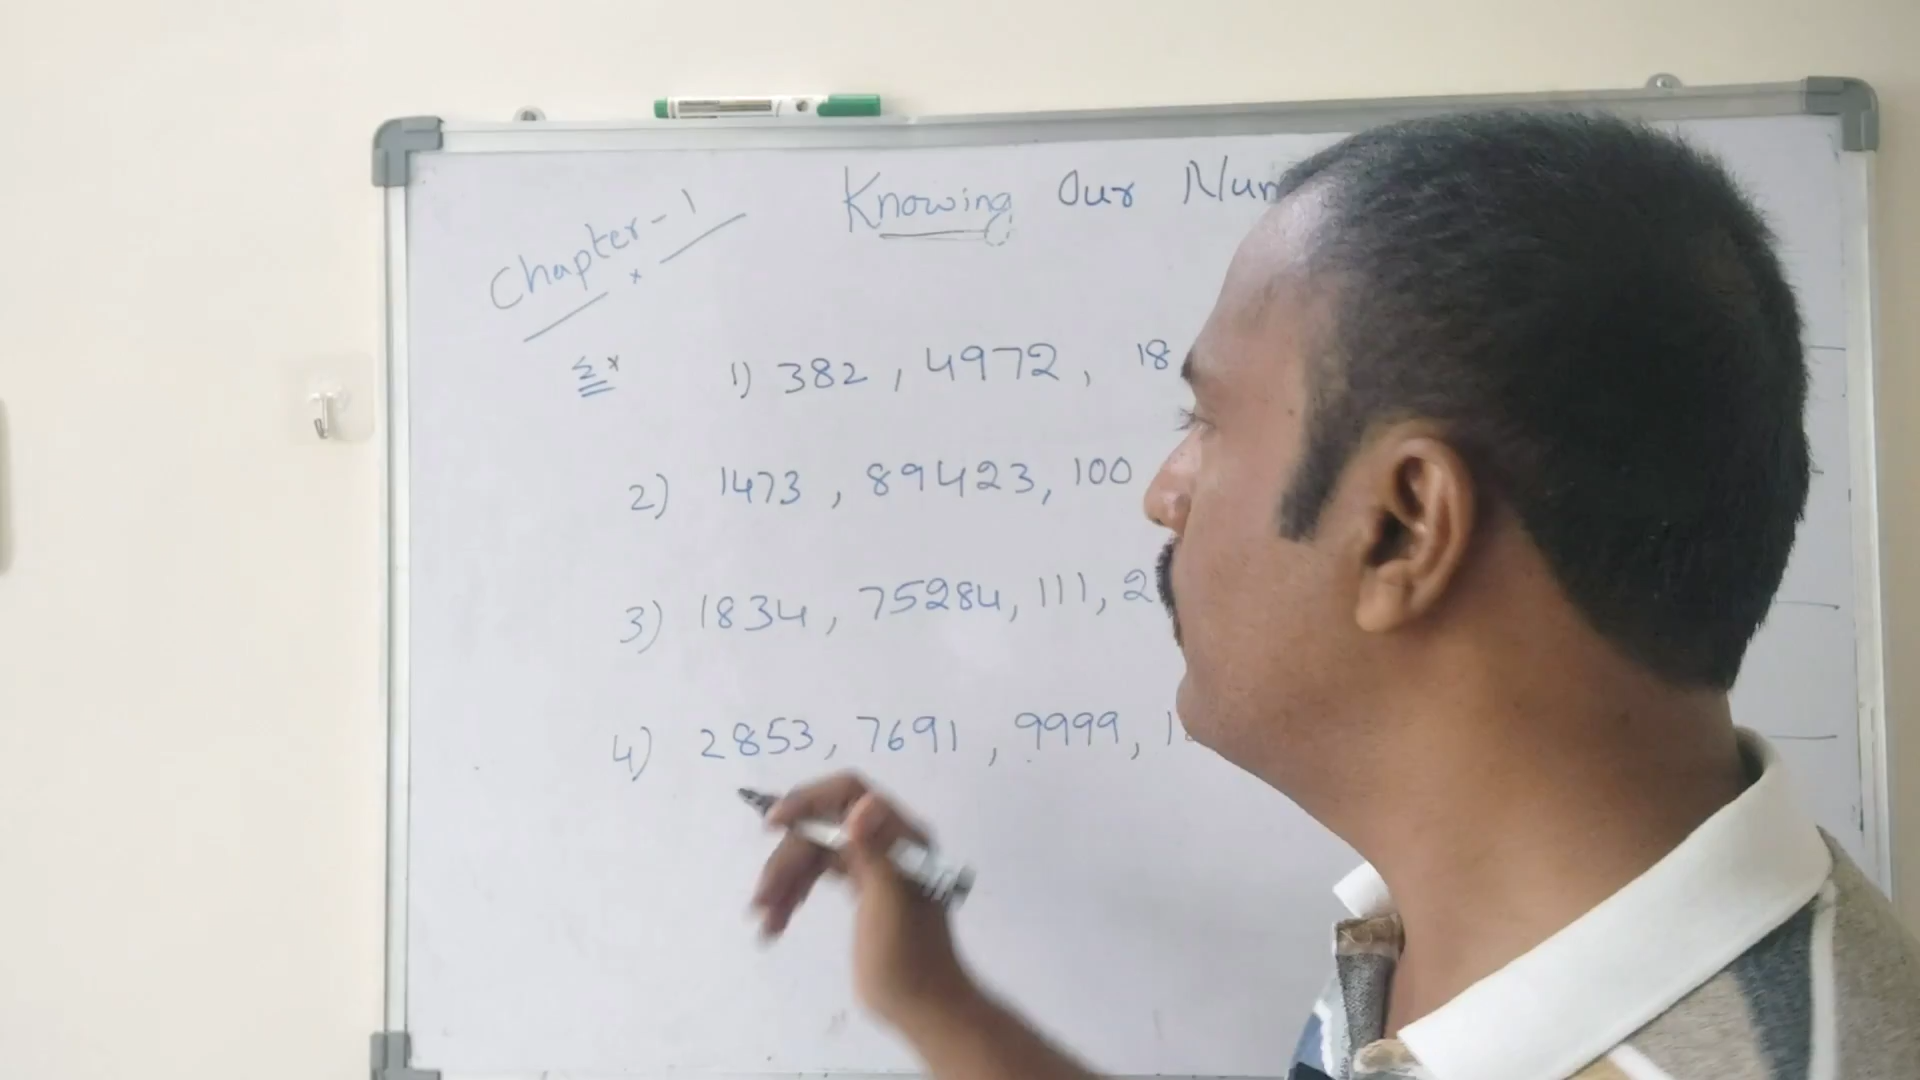 Chapter-1
Knowing Our
Ex
1) 382, 4972, 18
2) 1473, 89423, 100
3) 1834, 75284, 111, 2
4) 2853, 7691, 9999, 1